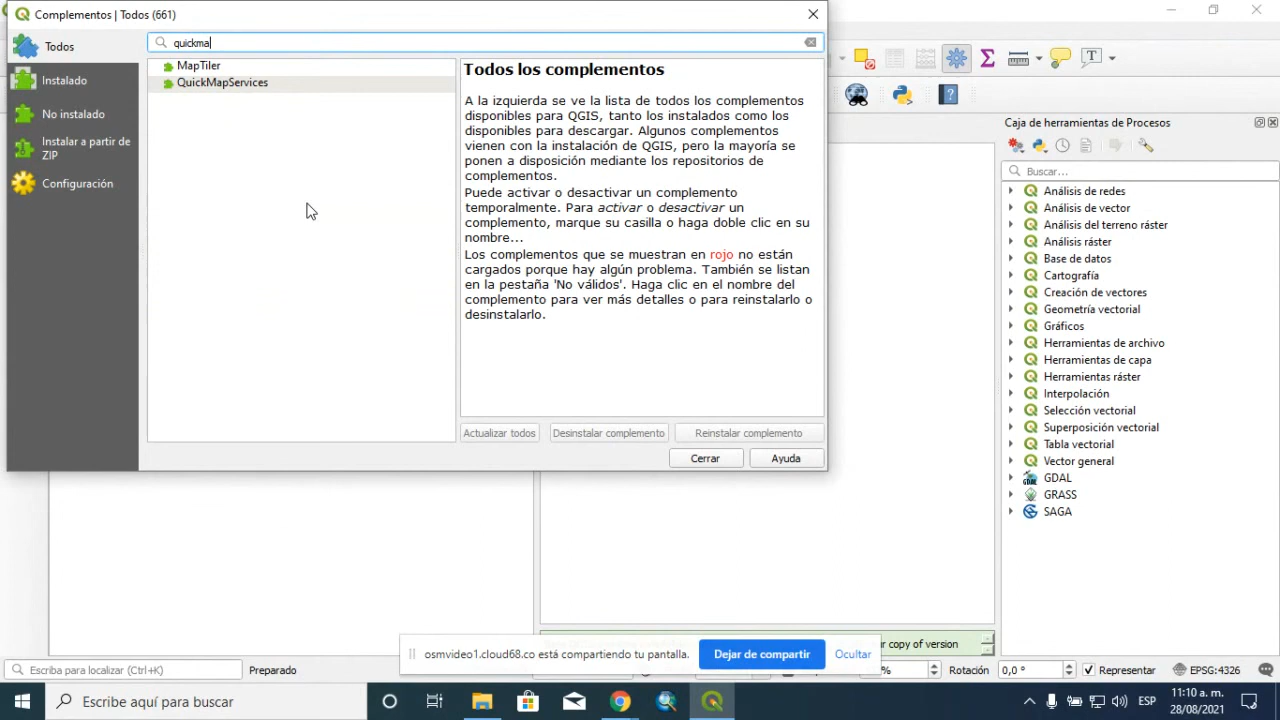 Complementos | Todos (661)
Todos
Instalado
No instalado
Instalar a partir de
ZIP
Configuración
quickma
MapTiler
QuickMapServices
Todos los complementos
A la izquierda se ve la lista de todos los complementos
disponibles para QGIS, tanto los instalados como los
disponibles para descargar. Algunos complementos
vienen con la instalación de QGIS, pero la mayoría se
ponen a disposición mediante los repositorios de
complementos.
Puede activar o desactivar un complemento
temporalmente. Para activar o desactivar un
complemento, marque su casilla o haga doble clic en su
nombre...
Los complementos que se muestran en rojo no están
cargados porque hay algún problema. También se listan
en la pestaña 'No válidos'. Haga clic en el nombre del
complemento para ver más detalles o para reinstalarlo o
desinstalarlo.
Actualizar todos
Desinstalar complemento
Reinstalar complemento
Cerrar
Ayuda
Caja de herramientas de Procesos
Buscar...
Análisis de redes
Análisis de vector
Análisis del terreno ráster
Análisis ráster
Base de datos
Cartografía
Creación de vectores
Geometría vectorial
Gráficos
Herramientas de archivo
Herramientas de capa
Herramientas ráster
Interpolación
Selección vectorial
Superposición vectorial
Tabla vectorial
Vector general
GDAL
GRASS
SAGA
copy of version
osmvideo1.cloud68.co está compartiendo tu pantalla.
Dejar de compartir
Ocultar
Escriba para localizar (Ctrl+K)
Preparado
%
Rotación
0,0 °
Representar
EPSG:4326
Escribe aquí para buscar
ESP
11:10 a. m.
28/08/2021